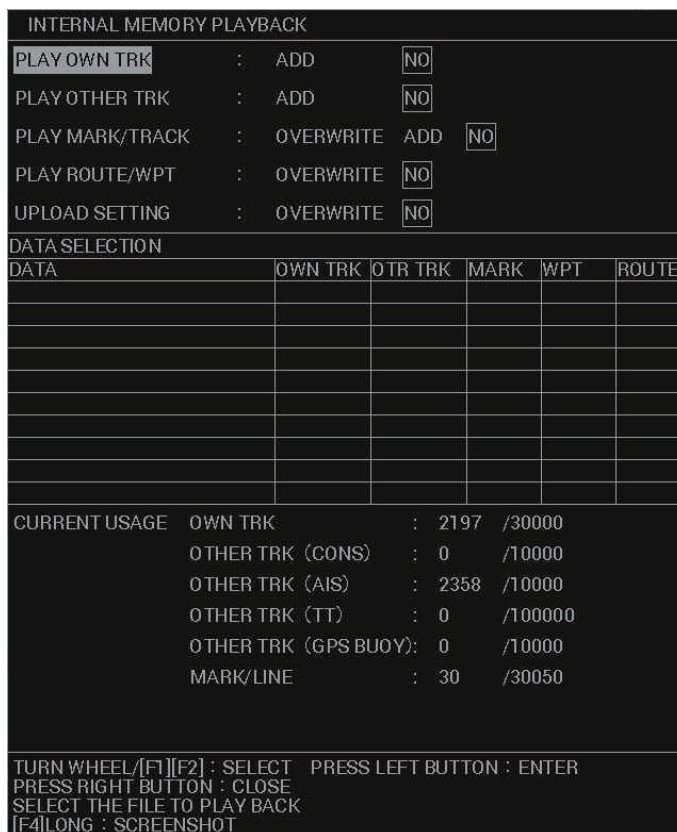 INTERNAL MEMORY PLAYBACK
PLAY OWN TRK : ADD NO
PLAY OTHER TRK : ADD NO
PLAY MARK/TRACK : OVERWRITE ADD NO
PLAY ROUTE/WPT : OVERWRITE NO
UPLOAD SETTING : OVERWRITE NO
DATA SELECTION
DATA OWN TRK OTR TRK MARK WPT ROUTE
CURRENT USAGE OWN TRK : 2197 /30000
OTHER TRK (CONS) : 0 /10000
OTHER TRK (AIS) : 2358 /10000
OTHER TRK (TT) : 0 /100000
OTHER TRK (GPS BUOY): 0 /10000
MARK/LINE : 30 /30050
TURN WHEEL/[F1][F2] : SELECT PRESS LEFT BUTTON : ENTER
PRESS RIGHT BUTTON : CLOSE
SELECT THE FILE TO PLAY BACK
[F4]LONG : SCREENSHOT